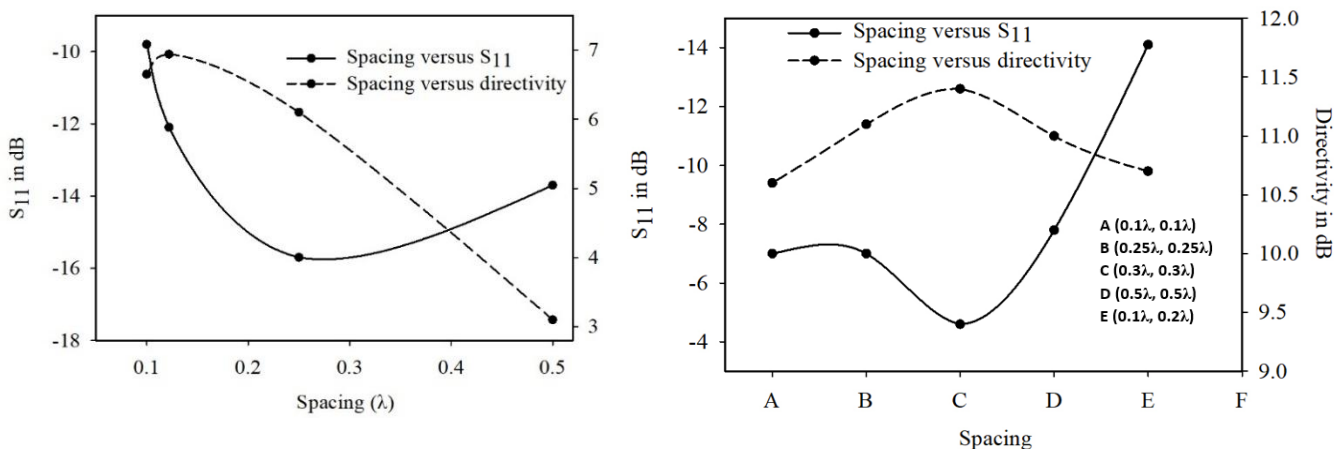 -10
-12
-14
-16
-18
S11 in dB
Spacing versus S11
Spacing versus directivity
7
6
5
4
3
0.1
0.2
0.3
0.4
0.5
Spacing (λ)
-14
-12
-10
-8
-6
-4
S11 in dB
Spacing versus S11
Spacing versus directivity
12.0
11.5
11.0
10.5
10.0
9.5
9.0
Directivity in dB
A (0.1λ, 0.1λ)
B (0.25λ, 0.25λ)
C (0.3λ, 0.3λ)
D (0.5λ, 0.5λ)
E (0.1λ, 0.2λ)
A
B
C
D
E
F
Spacing